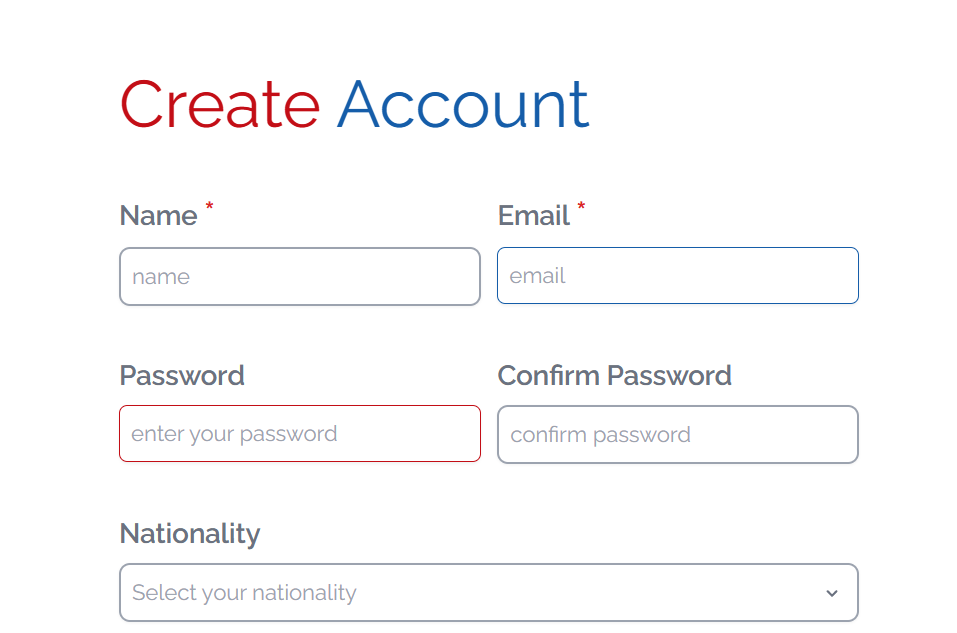 Create Account
Name * Email *
name email
Password Confirm Password
enter your password confirm password
Nationality
Select your nationality